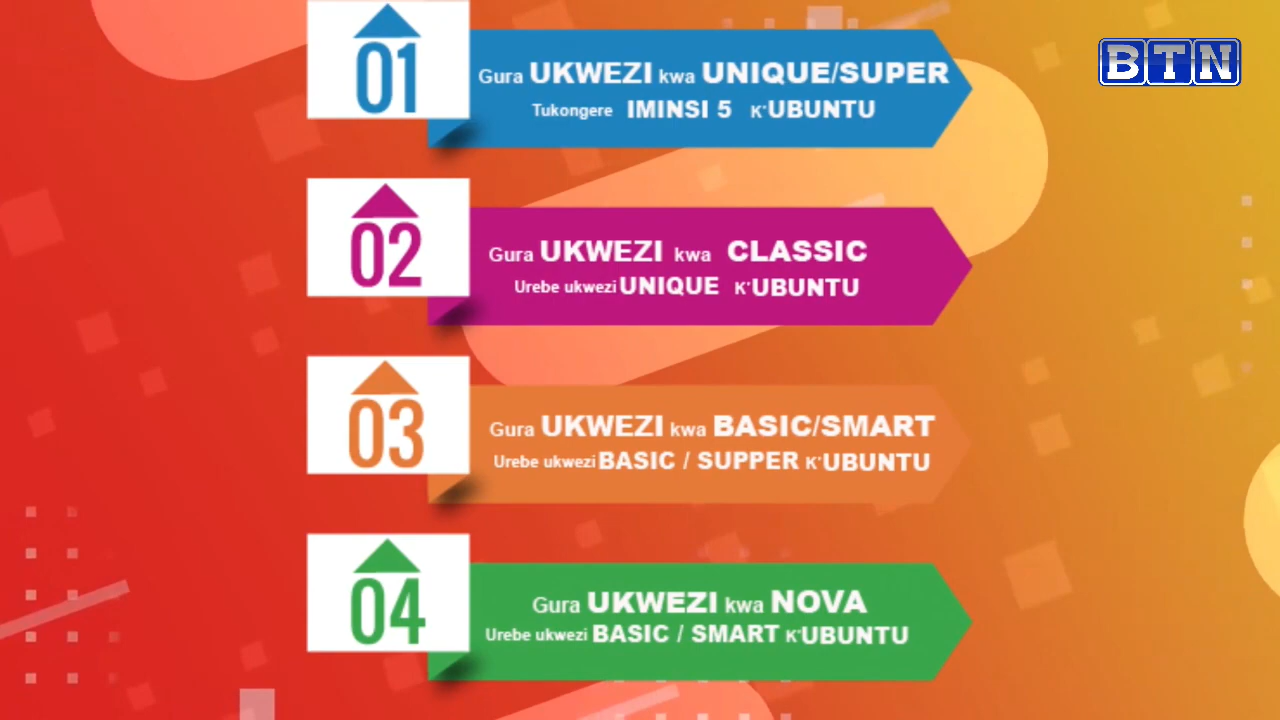 BTN
01
Gura UKWEZI kwa UNIQUE/SUPER
Tukongere IMINSI 5 K'UBUNTU
02
Gura UKWEZI kwa CLASSIC
Urebe ukwezi UNIQUE K'UBUNTU
03
Gura UKWEZI kwa BASIC/SMART
Urebe ukwezi BASIC / SUPPER K'UBUNTU
04
Gura UKWEZI kwa NOVA
Urebe ukwezi BASIC / SMART K'UBUNTU